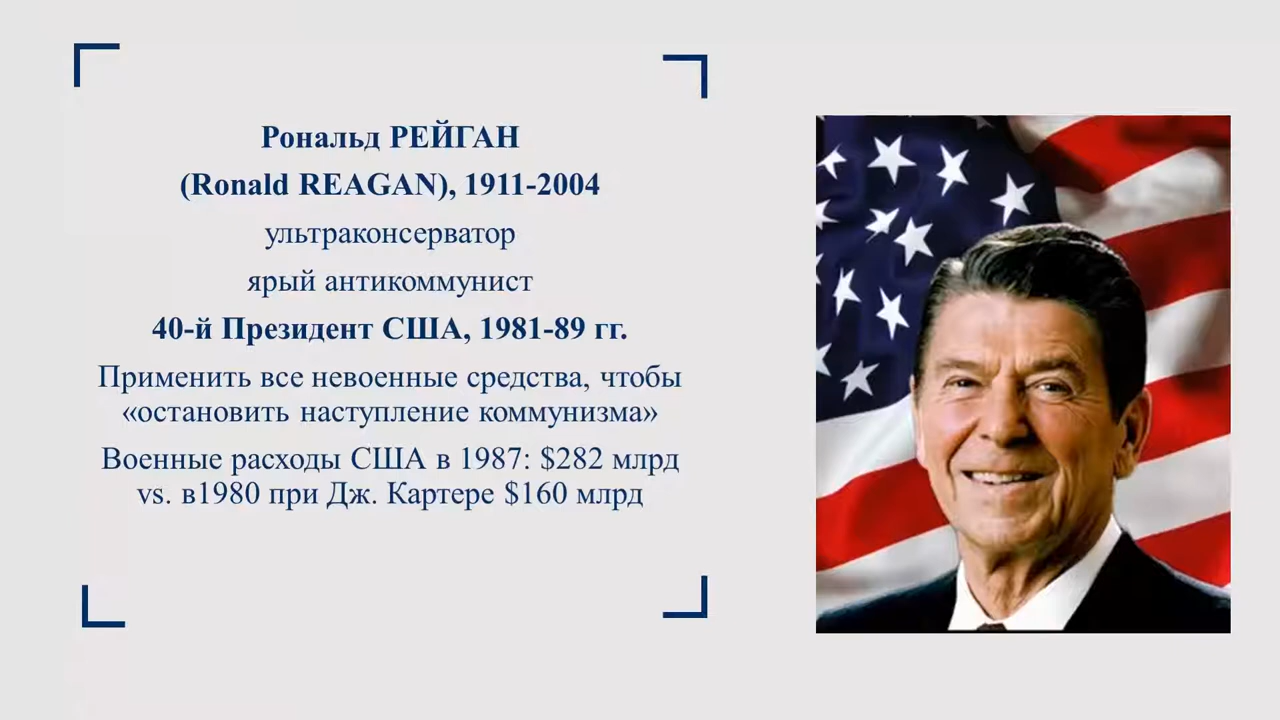 Рональд РЕЙГАН
(Ronald REAGAN), 1911-2004
ультраконсерватор
ярый антикоммунист
40-й Президент США, 1981-89 гг.
Применить все невоенные средства, чтобы
«остановить наступление коммунизма»
Военные расходы США в 1987: $282 млрд
vs. в1980 при Дж. Картере $160 млрд